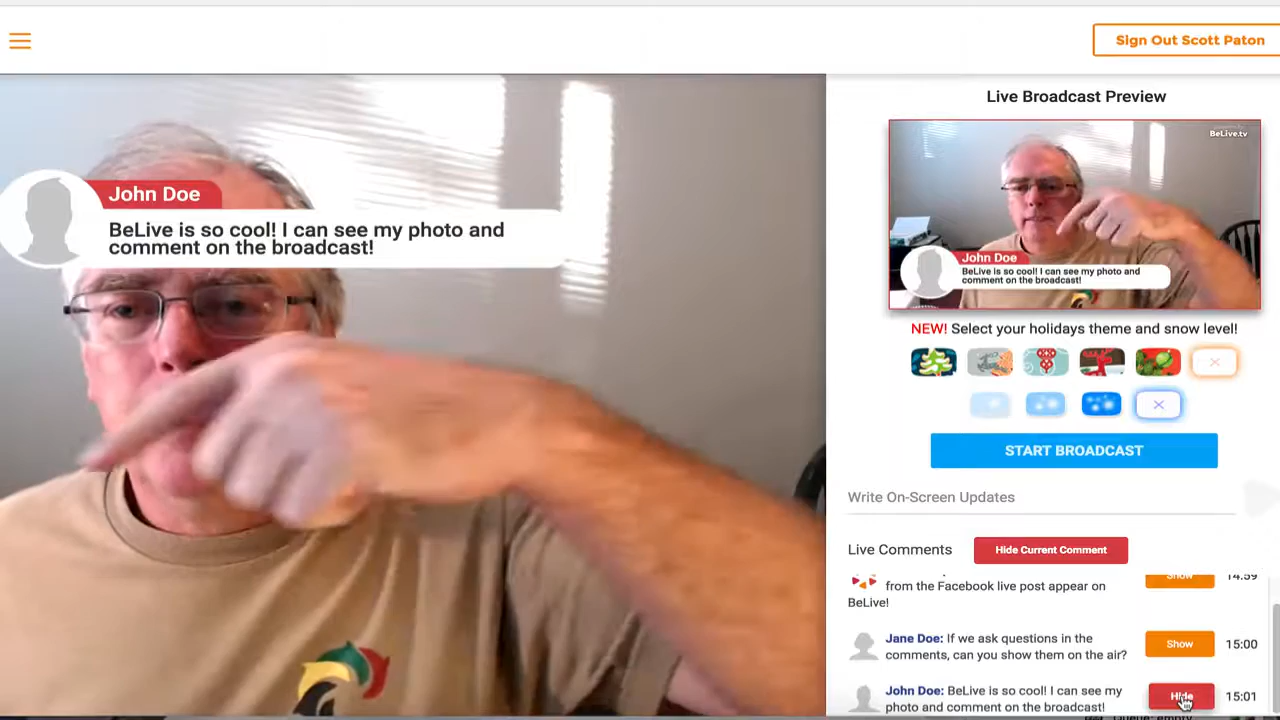 Sign Out Scott Paton
John Doe
BeLive is so cool! I can see my photo and
comment on the broadcast!
Live Broadcast Preview
BeLive.tv
John Doe
BeLive is so cool! I can see my photo and
comment on the broadcast!
NEW! Select your holidays theme and snow level!
START BROADCAST
Write On-Screen Updates
Live Comments
Hide Current Comment
from the Facebook live post appear on
BeLive!
Show
14:59
Jane Doe: If we ask questions in the
comments, can you show them on the air?
Show
15:00
John Doe: BeLive is so cool! I can see my
photo and comment on the broadcast!
Hide
15:01